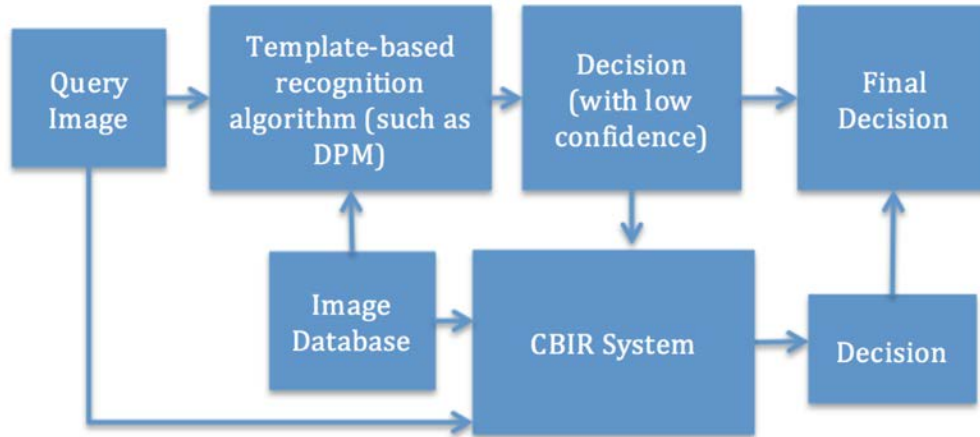 Query
Image
Template-based
recognition
algorithm (such as
DPM)
Decision
(with low
confidence)
Final
Decision
Image
Database
CBIR System
Decision